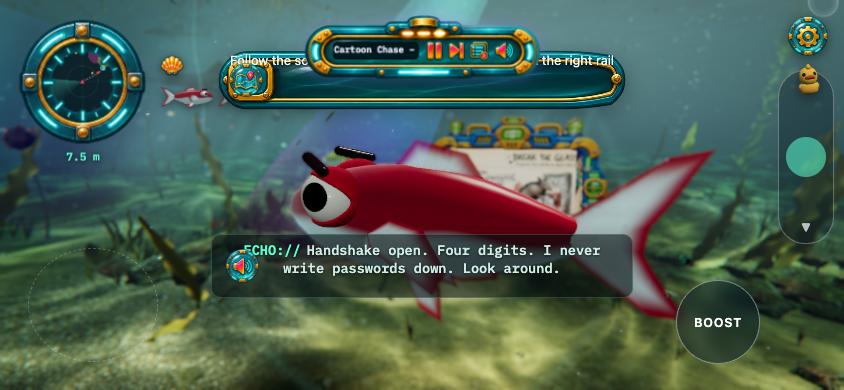 Cartoon Chase –
Follow the so
the right rail
7.5 m
BREAK THE GLASS
ECHO:// Handshake open. Four digits. I never
write passwords down. Look around.
BOOST